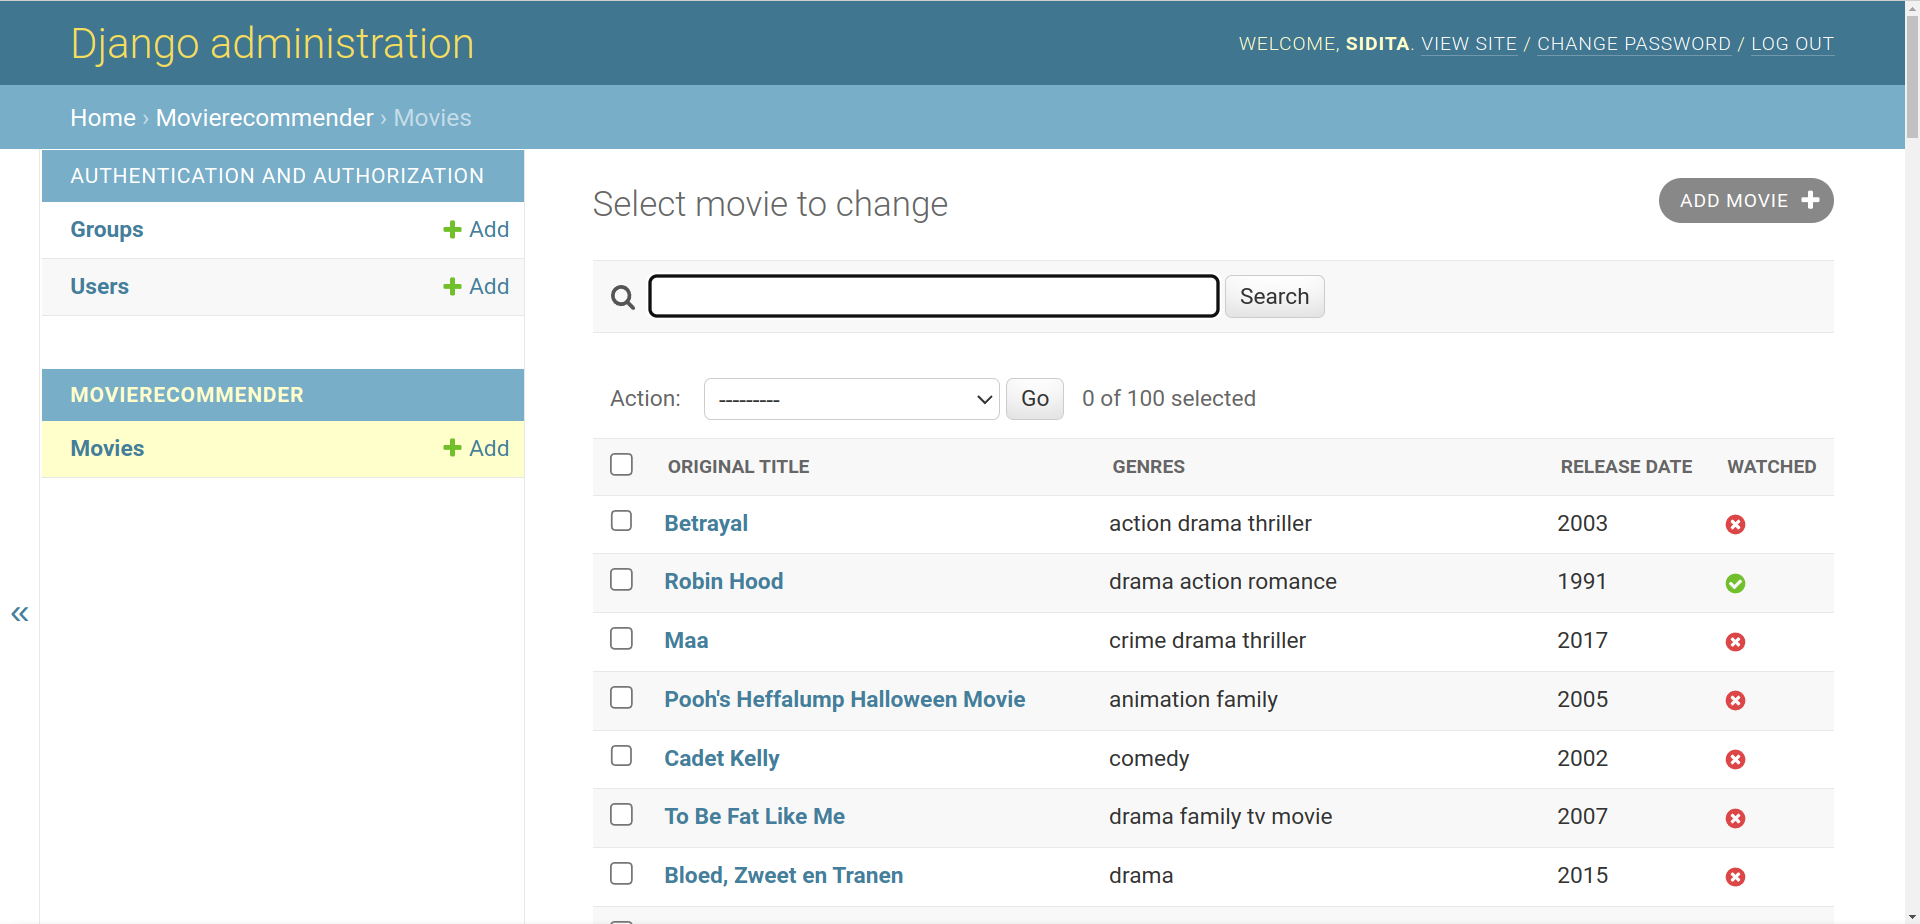 Django administration
WELCOME, SIDITA. VIEW SITE / CHANGE PASSWORD / LOG OUT
Home › Movierecommender › Movies
AUTHENTICATION AND AUTHORIZATION
Groups Add
Users Add
MOVIERECOMMENDER
Movies Add
«
Select movie to change
ADD MOVIE
Search
Action: --------- Go 0 of 100 selected
ORIGINAL TITLE GENRES RELEASE DATE WATCHED
Betrayal action drama thriller 2003
Robin Hood drama action romance 1991
Maa crime drama thriller 2017
Pooh's Heffalump Halloween Movie animation family 2005
Cadet Kelly comedy 2002
To Be Fat Like Me drama family tv movie 2007
Bloed, Zweet en Tranen drama 2015